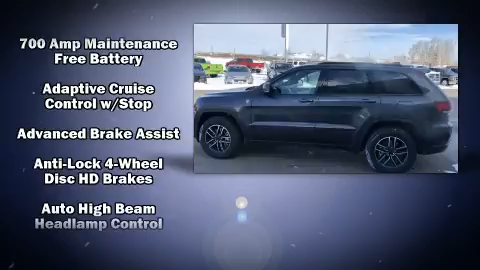 700 Amp Maintenance
Free Battery
Adaptive Cruise
Control w/Stop
Advanced Brake Assist
Anti-Lock 4-Wheel
Disc HD Brakes
Auto High Beam
Headlamp Control